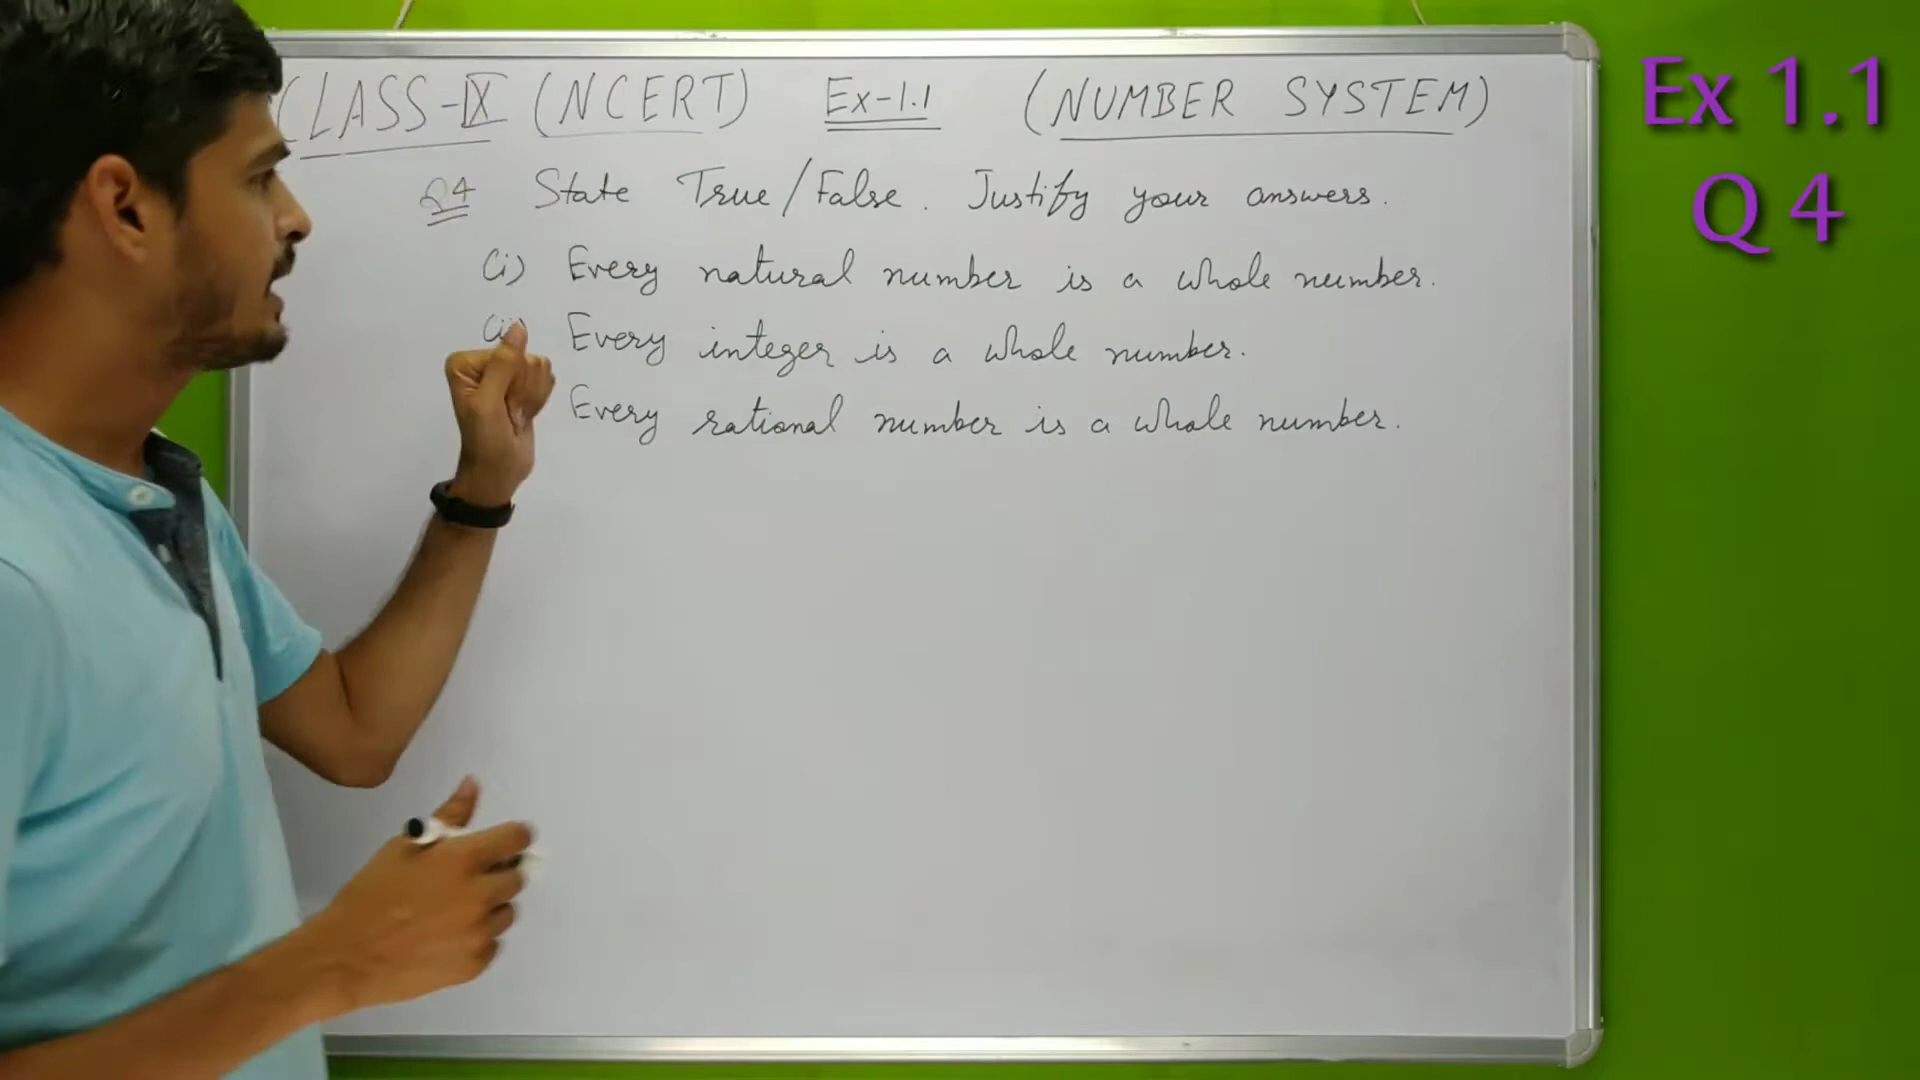 CLASS-IX (NCERT) Ex-1.1 (NUMBER SYSTEM)
Q4 State True/False. Justify your answers.
(i) Every natural number is a whole number.
(ii) Every integer is a whole number.
Every rational number is a whole number.
Ex 1.1
Q 4